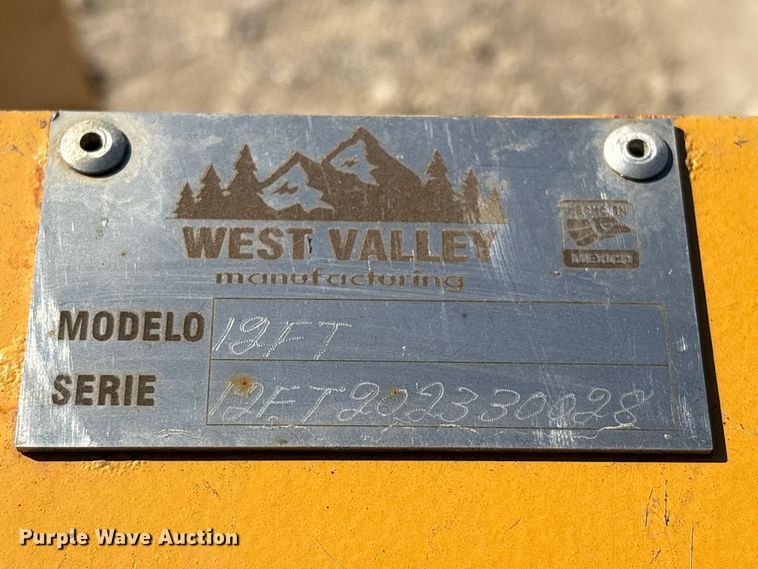 WEST VALLEY
manufacturing
HECHO EN
MEXICO
MODELO 12FT
SERIE 12FT202330028
Purple Wave Auction